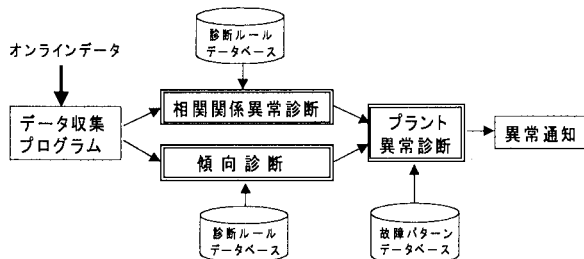 診断ルール
データベース
オンラインデータ
データ収集
プログラム
相関関係異常診断
傾向診断
プラント
異常診断
異常通知
診断ルール
データベース
故障パターン
データベース